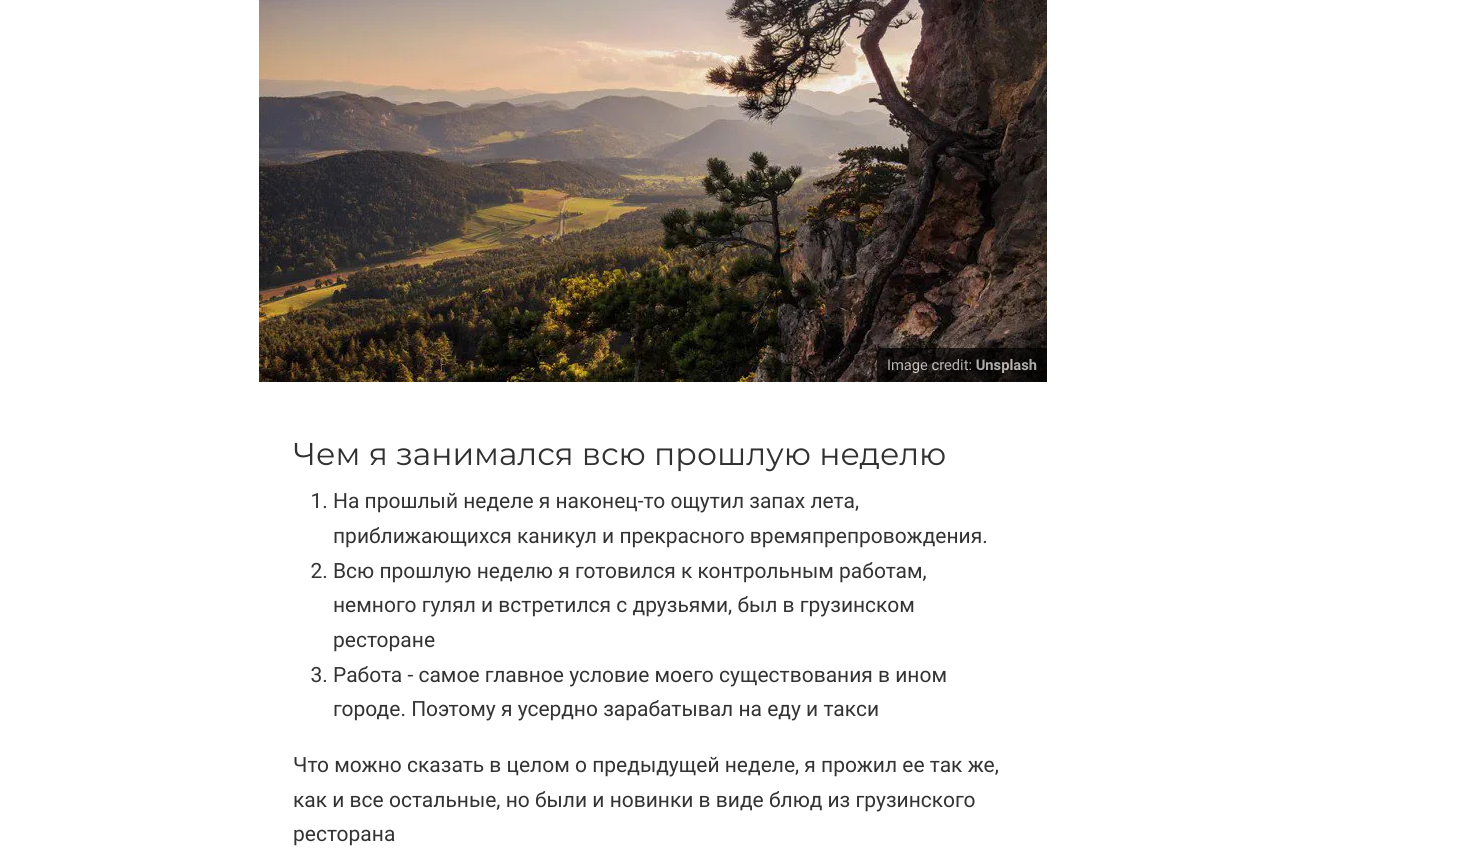 Image credit: Unsplash
Чем я занимался всю прошлую неделю
1. На прошлый неделе я наконец-то ощутил запах лета,
приближающихся каникул и прекрасного времяпрепровождения.
2. Всю прошлую неделю я готовился к контрольным работам,
немного гулял и встретился с друзьями, был в грузинском
ресторане
3. Работа - самое главное условие моего существования в ином
городе. Поэтому я усердно зарабатывал на еду и такси
Что можно сказать в целом о предыдущей неделе, я прожил ее так же,
как и все остальные, но были и новинки в виде блюд из грузинского
ресторана